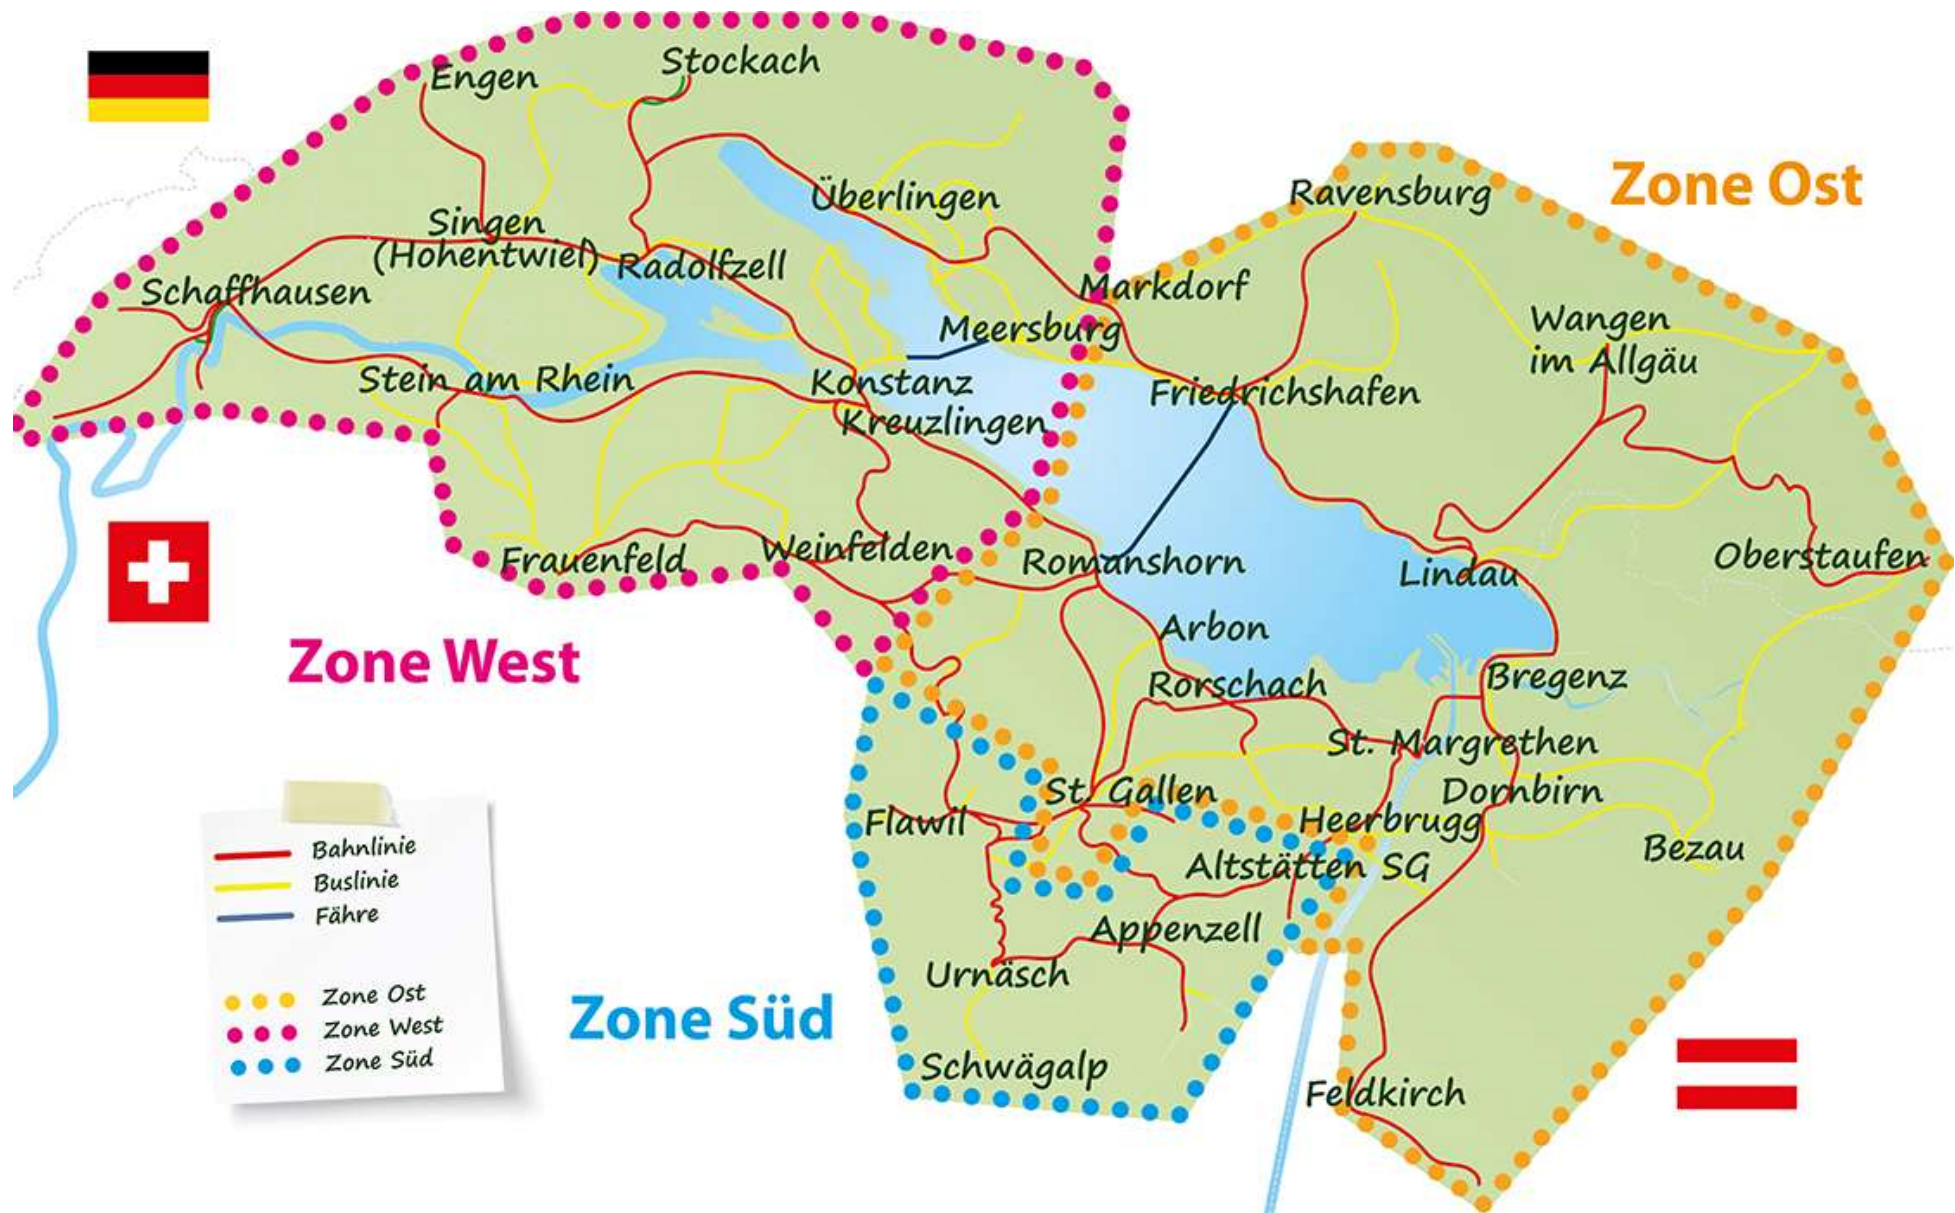 Engen
Stockach
Zone Ost
Überlingen
Ravensburg
Singen
(Hohentwiel)
Radolfzell
Schaffhausen
Markdorf
Meersburg
Wangen
im Allgäu
Stein am Rhein
Konstanz
Friedrichshafen
Kreuzlingen
Frauenfeld
Weinfelden
Romanshorn
Lindau
Oberstaufen
Zone West
Arbon
Rorschach
Bregenz
St. Margrethen
St. Gallen
Dornbirn
Flawil
Heerbrugg
Bezau
Altstätten SG
Appenzell
Urnäsch
Zone Süd
Schwägalp
Feldkirch
Bahnlinie
Buslinie
Fähre
Zone Ost
Zone West
Zone Süd